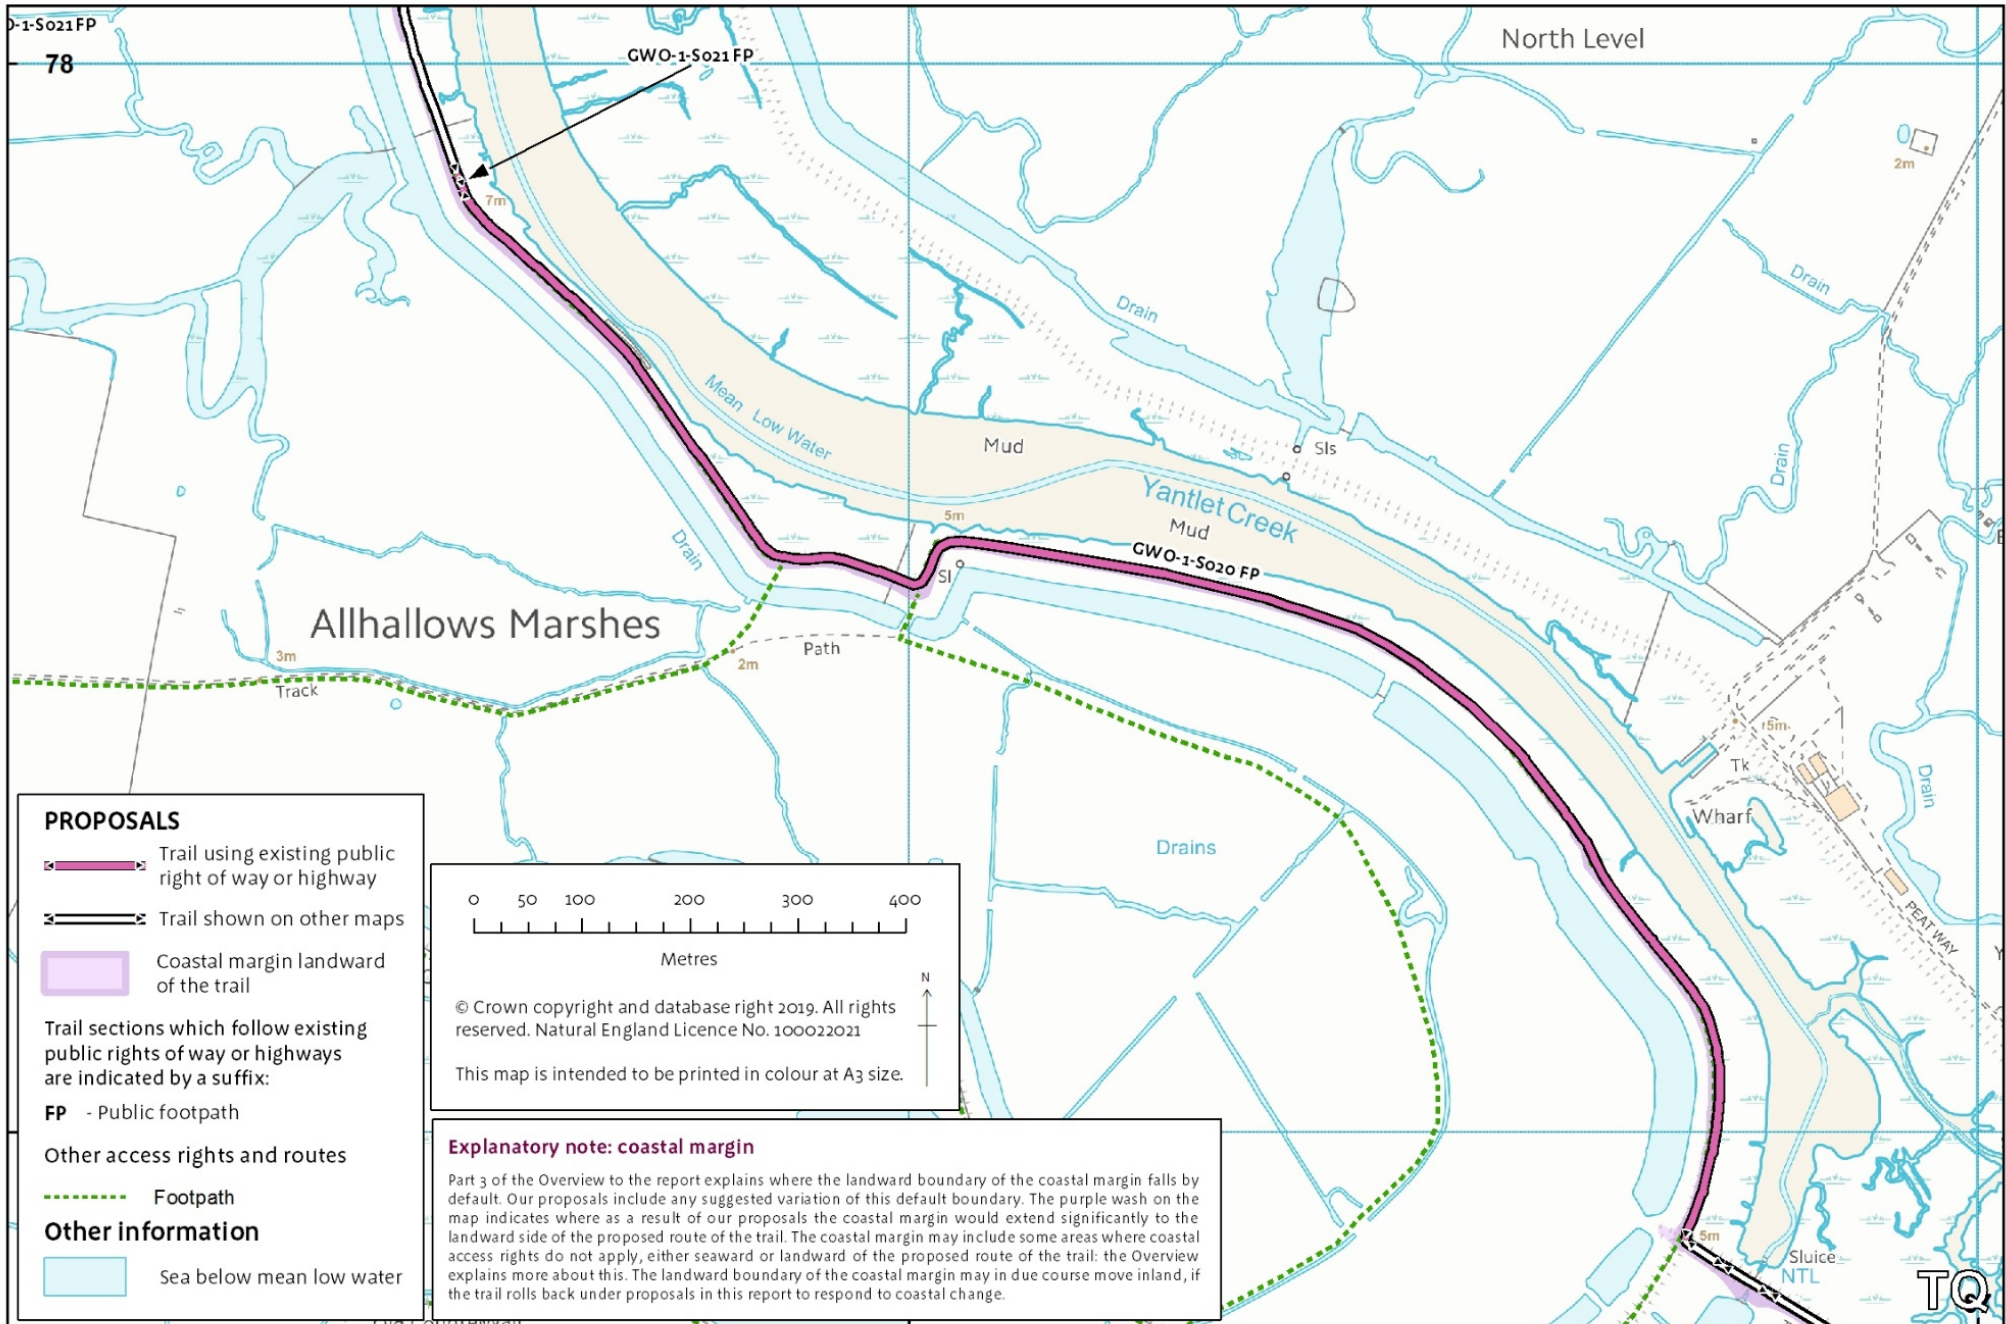 O-1-S021 FP
78
GWO-1-S021 FP
North Level
2m
7m
Drain
Drain
Mean Low Water
Mud
Sls
Drain
Yantlet Creek
5m
Mud
GWO-1-S020 FP
Drain
Sl
Allhallows Marshes
3m
Track
2m
Path
5m
Tk
Wharf
Drain
Drains
PEAT WAY
5m
Sluice
NTL
TQ
PROPOSALS
Trail using existing public
right of way or highway
Trail shown on other maps
Coastal margin landward
of the trail
Trail sections which follow existing
public rights of way or highways
are indicated by a suffix:
FP - Public footpath
Other access rights and routes
Footpath
Other information
Sea below mean low water
0 50 100 200 300 400
Metres
N
© Crown copyright and database right 2019. All rights
reserved. Natural England Licence No. 100022021
This map is intended to be printed in colour at A3 size.
Explanatory note: coastal margin
Part 3 of the Overview to the report explains where the landward boundary of the coastal margin falls by
default. Our proposals include any suggested variation of this default boundary. The purple wash on the
map indicates where as a result of our proposals the coastal margin would extend significantly to the
landward side of the proposed route of the trail. The coastal margin may include some areas where coastal
access rights do not apply, either seaward or landward of the proposed route of the trail: the Overview
explains more about this. The landward boundary of the coastal margin may in due course move inland, if
the trail rolls back under proposals in this report to respond to coastal change.